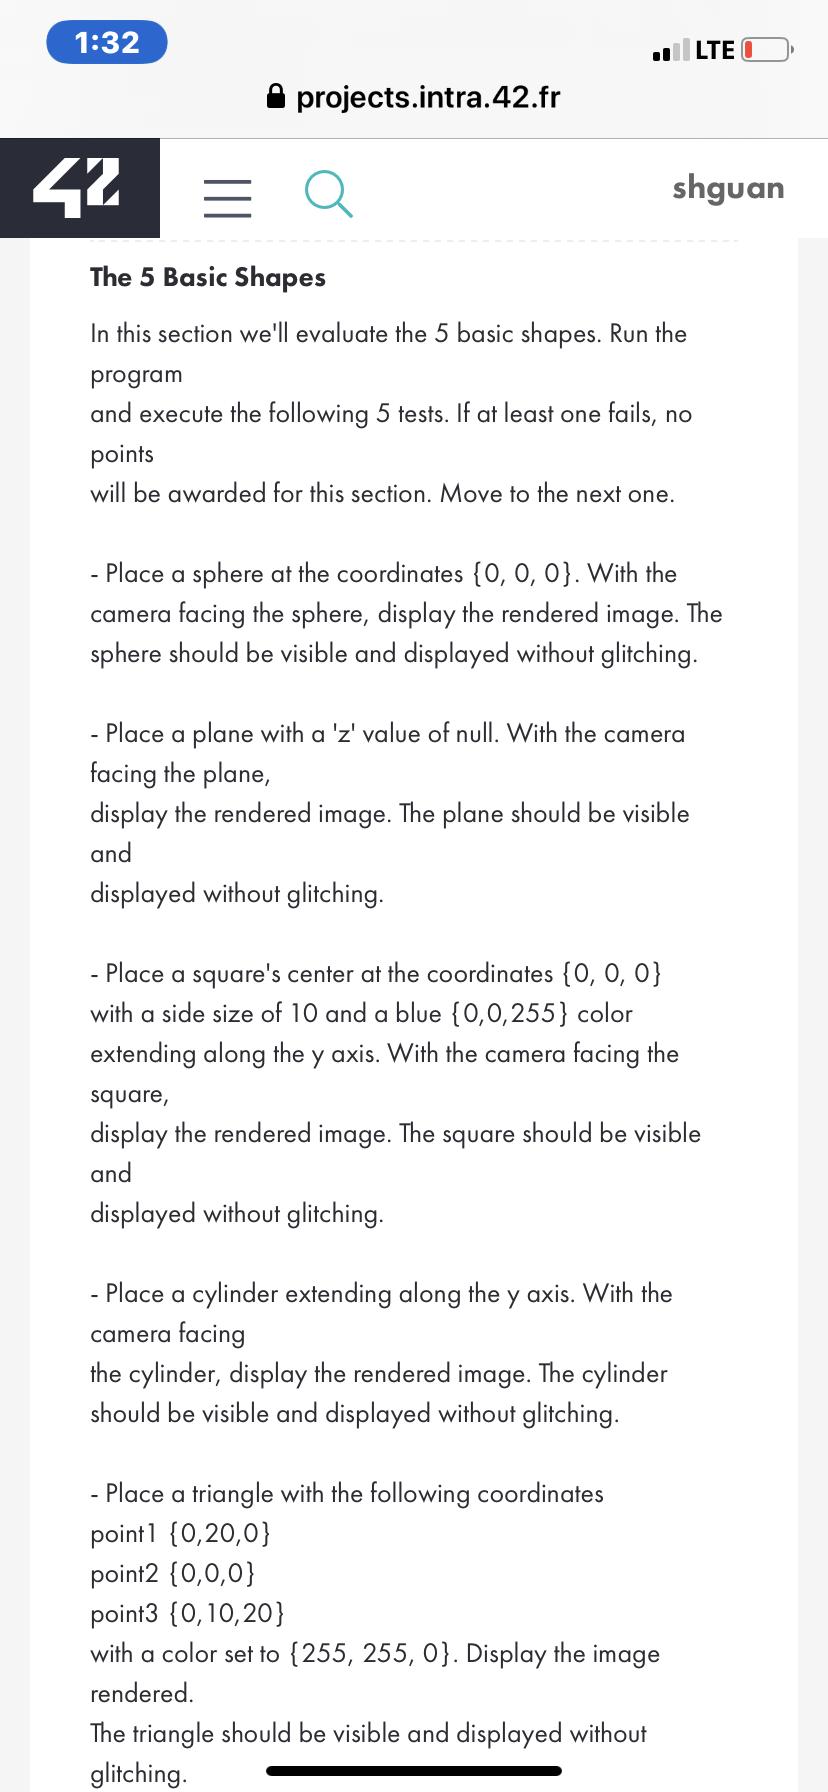 1:32
LTE
projects.intra.42.fr
42
shguan
The 5 Basic Shapes
In this section we'll evaluate the 5 basic shapes. Run the
program
and execute the following 5 tests. If at least one fails, no
points
will be awarded for this section. Move to the next one.
- Place a sphere at the coordinates {0, 0, 0}. With the
camera facing the sphere, display the rendered image. The
sphere should be visible and displayed without glitching.
- Place a plane with a 'z' value of null. With the camera
facing the plane,
display the rendered image. The plane should be visible
and
displayed without glitching.
- Place a square's center at the coordinates {0, 0, 0}
with a side size of 10 and a blue {0,0,255} color
extending along the y axis. With the camera facing the
square,
display the rendered image. The square should be visible
and
displayed without glitching.
- Place a cylinder extending along the y axis. With the
camera facing
the cylinder, display the rendered image. The cylinder
should be visible and displayed without glitching.
- Place a triangle with the following coordinates
point1 {0,20,0}
point2 {0,0,0}
point3 {0,10,20}
with a color set to {255, 255, 0}. Display the image
rendered.
The triangle should be visible and displayed without
glitching.